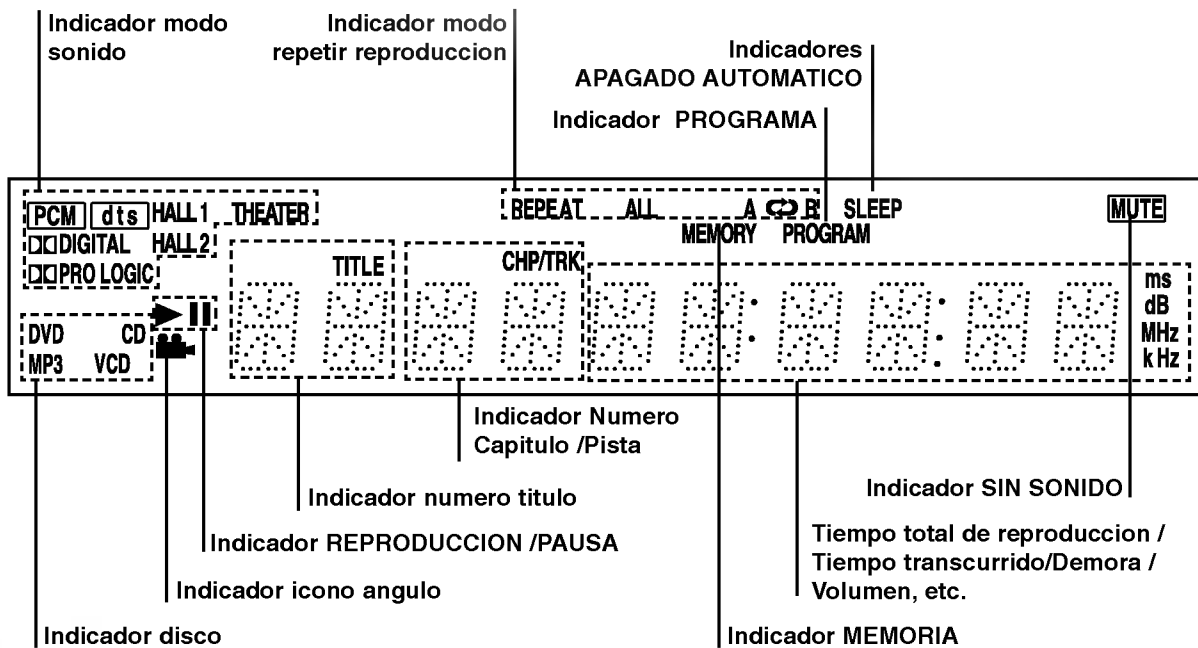 Indicador modo
sonido
Indicador modo
repetir reproduccion
Indicadores
APAGADO AUTOMATICO
Indicador PROGRAMA
PCM dts HALL 1 THEATER
REPEAT ALL A B SLEEP
MUTE
DIGITAL HALL 2
MEMORY PROGRAM
PRO LOGIC
TITLE
CHP/TRK
ms
dB
MHz
kHz
DVD CD
MP3 VCD
Indicador Numero
Capitulo /Pista
Indicador numero titulo
Indicador SIN SONIDO
Indicador REPRODUCCION /PAUSA
Tiempo total de reproduccion /
Tiempo transcurrido/Demora /
Volumen, etc.
Indicador icono angulo
Indicador disco
Indicador MEMORIA